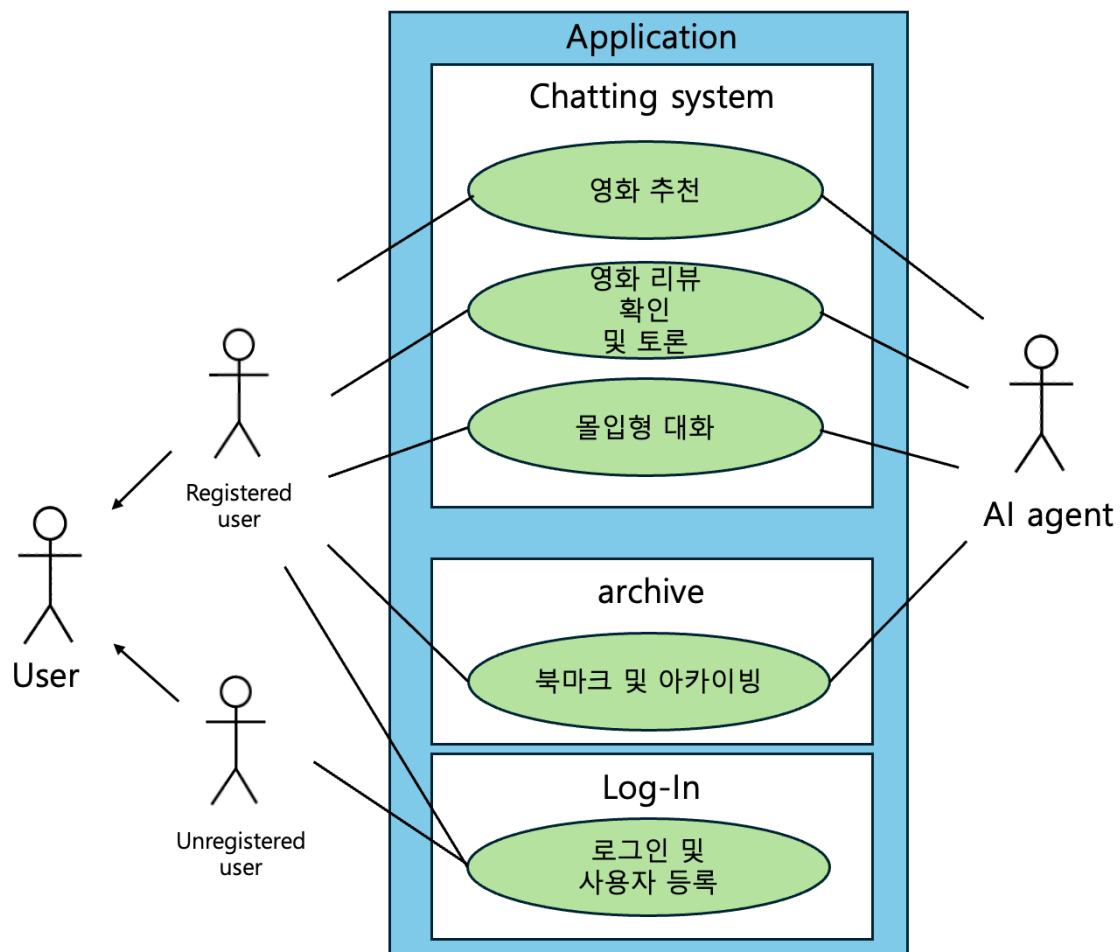 Application
Chatting system
영화 추천
영화 리뷰
확인
및 토론
몰입형 대화
Registered
user
AI agent
archive
User
북마크 및 아카이빙
Log-In
Unregistered
user
로그인 및
사용자 등록